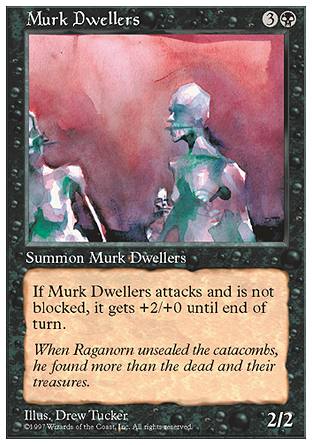 Murk Dwellers 3
Summon Murk Dwellers
If Murk Dwellers attacks and is not
blocked, it gets +2/+0 until end of
turn.
When Raganorn unsealed the catacombs,
he found more than the dead and their
treasures.
Illus. Drew Tucker
©1997 Wizards of the Coast, Inc. All rights reserved.
2/2